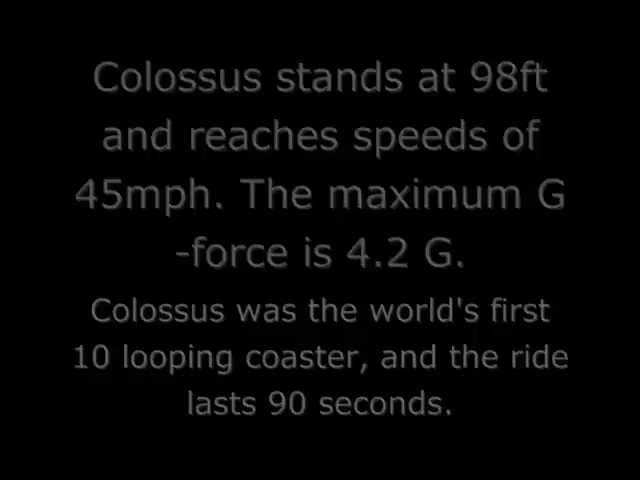 Colossus stands at 98ft
and reaches speeds of
45mph. The maximum G
-force is 4.2 G.
Colossus was the world's first
10 looping coaster, and the ride
lasts 90 seconds.